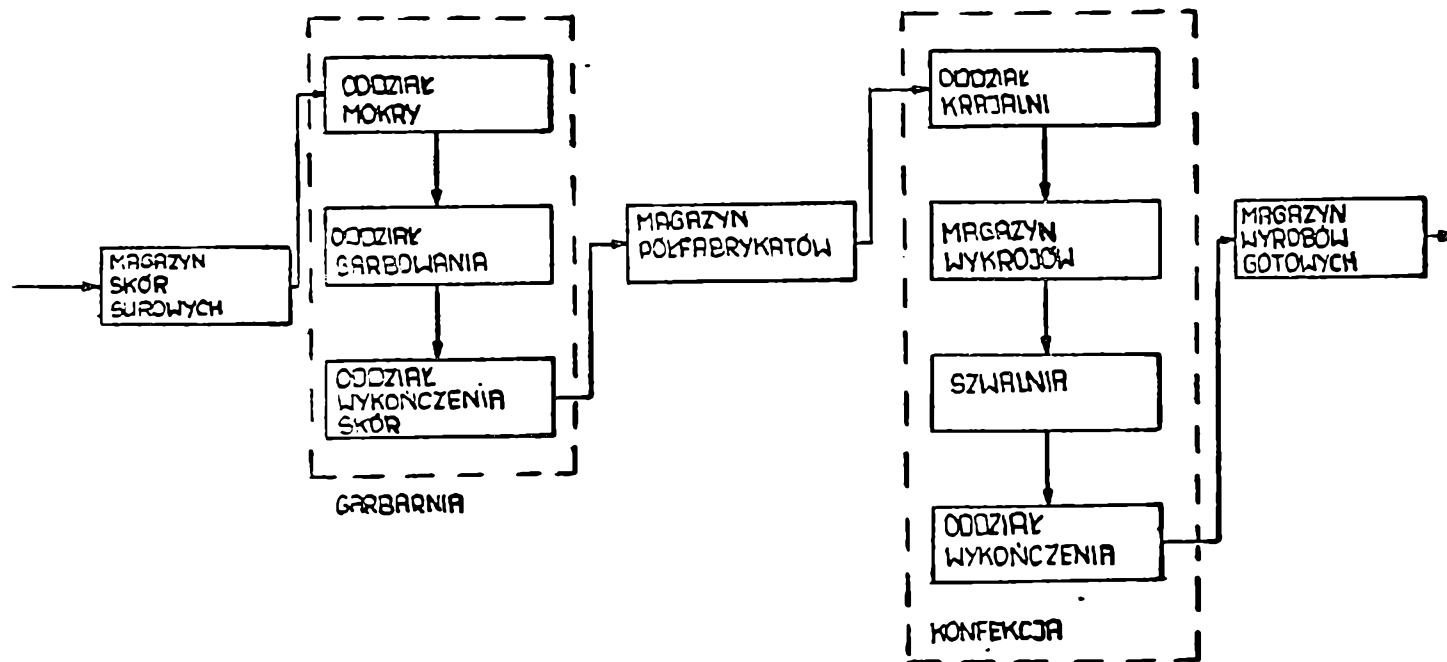 MAGAZYN
SKÓR
SUROWYCH
ODDZIAŁ
MOKRY
ODDZIAŁ
GARBOWANIA
ODDZIAŁ
WYKOŃCZENIA
SKÓR
GARBARNIA
MAGAZYN
PÓŁFABRYKATÓW
ODDZIAŁ
KRAJALNI
MAGAZYN
WYKROJÓW
SZWALNIA
ODDZIAŁ
WYKOŃCZENIA
KONFEKCJA
MAGAZYN
WYROBÓW
GOTOWYCH